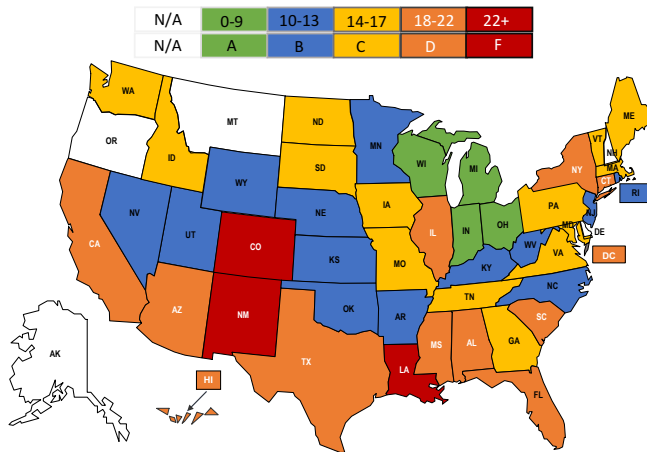 N/A 0-9 10-13 14-17 18-22 22+
N/A A B C D F
WA
ME
MT
ND
VT
NH
OR
MN
ID
WI
MI
NY
MA
CT
SD
WY
RI
IA
PA
NJ
NV
NE
IL
IN
OH
MD
DE
UT
CO
WV
VA
CA
KS
MO
KY
DC
TN
NC
AZ
NM
OK
AR
SC
MS
AL
GA
AK
TX
LA
HI
FL